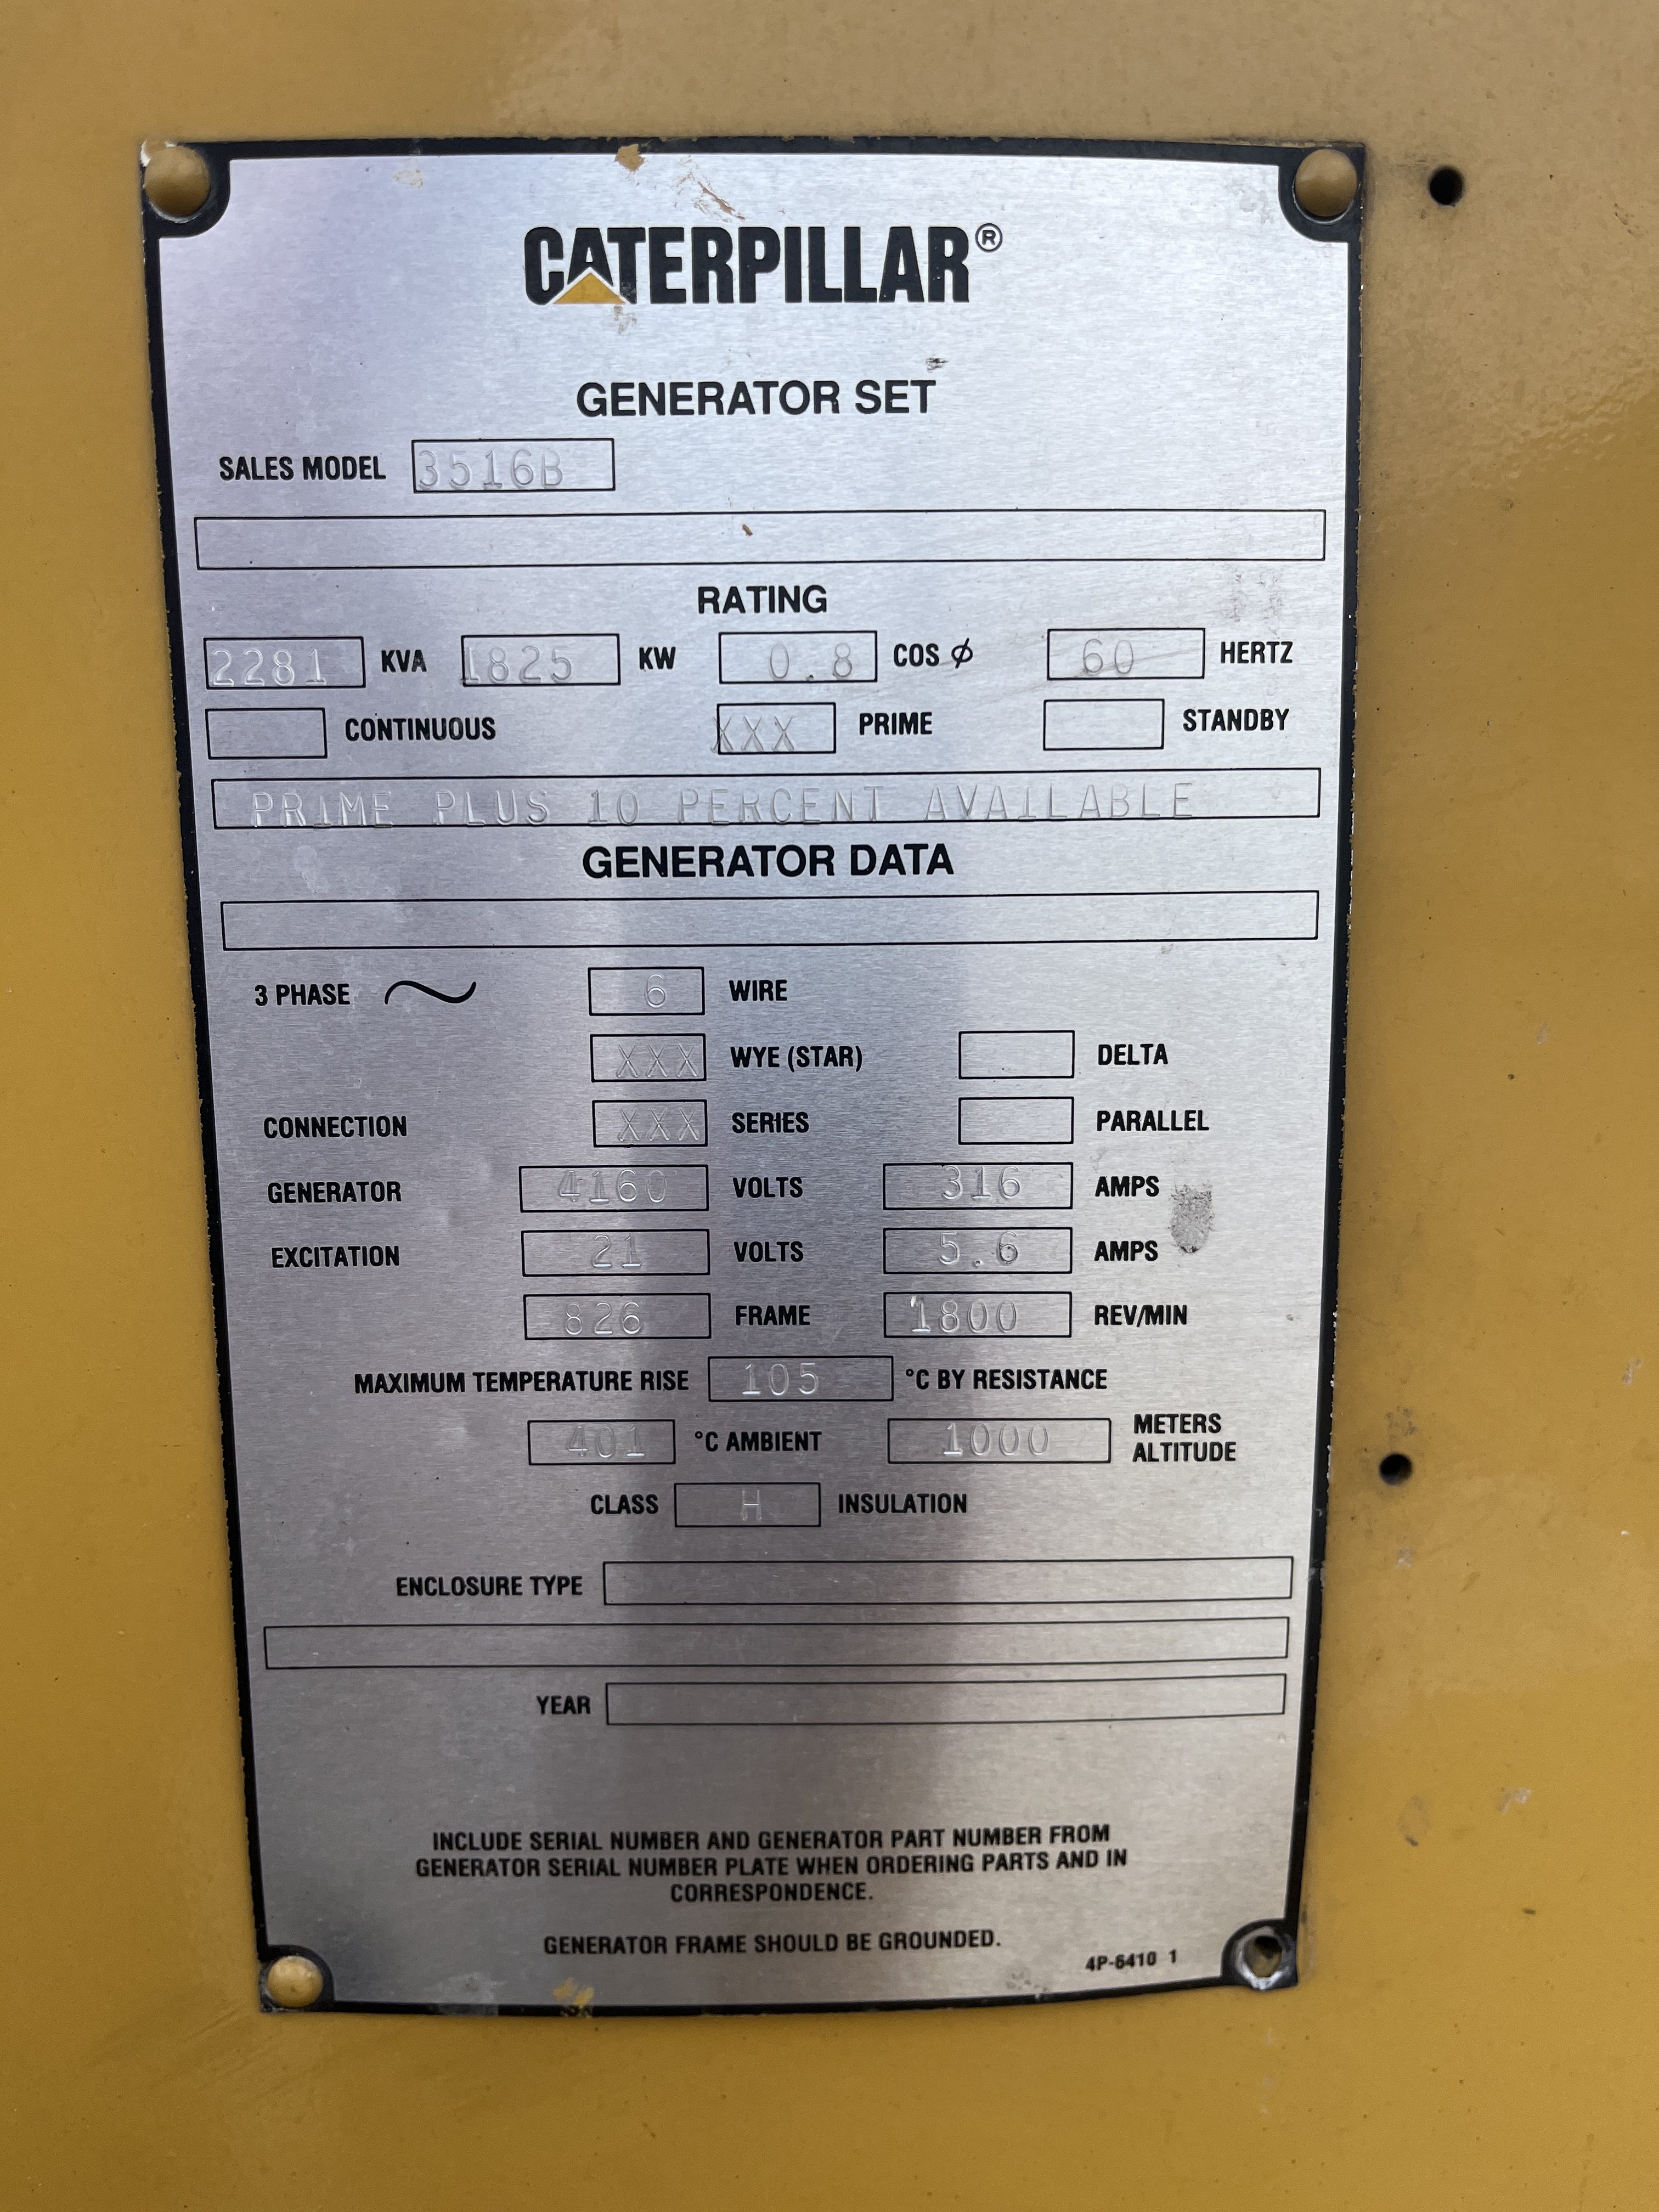 CATERPILLAR®
GENERATOR SET
SALES MODEL 3516B
RATING
2281 KVA 1825 KW 0.8 COS ϕ 60 HERTZ
CONTINUOUS XXX PRIME STANDBY
PRIME PLUS 10 PERCENT AVAILABLE
GENERATOR DATA
3 PHASE ~ 6 WIRE
XXX WYE (STAR) DELTA
CONNECTION XXX SERIES PARALLEL
GENERATOR 4160 VOLTS 316 AMPS
EXCITATION 21 VOLTS 5.6 AMPS
826 FRAME 1800 REV/MIN
MAXIMUM TEMPERATURE RISE 105 °C BY RESISTANCE
401 °C AMBIENT 1000 METERS ALTITUDE
CLASS H INSULATION
ENCLOSURE TYPE
YEAR
INCLUDE SERIAL NUMBER AND GENERATOR PART NUMBER FROM
GENERATOR SERIAL NUMBER PLATE WHEN ORDERING PARTS AND IN
CORRESPONDENCE.
GENERATOR FRAME SHOULD BE GROUNDED.
4P-6410 1